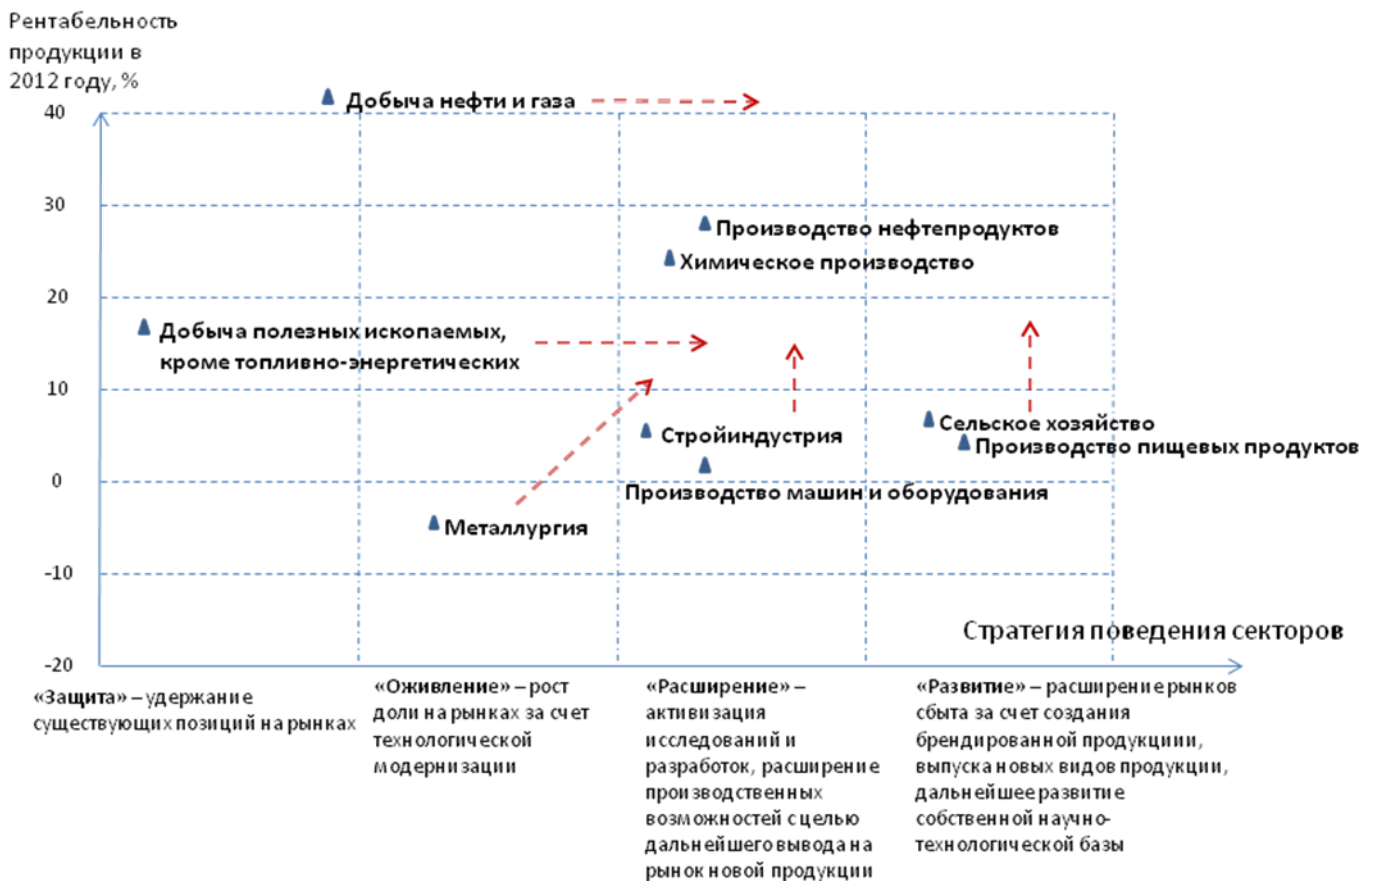 Рентабельность
продукции в
2012 году, %
40
Добыча нефти и газа
30
Производство нефтепродуктов
Химическое производство
20
Добыча полезных ископаемых,
кроме топливно-энергетических
10
Сельское хозяйство
Стройиндустрия
Производство пищевых продуктов
0
Производство машин и оборудования
Металлургия
-10
Стратегия поведения секторов
-20
«Защита» – удержание
существующих позиций на рынках
«Оживление» – рост
доли на рынках за счет
технологической
модернизации
«Расширение» –
активизация
исследований и
разработок, расширение
производственных
возможностей с целью
дальнейшего вывода на
рынок новой продукции
«Развитие» – расширение рынков
сбыта за счет создания
брендированной продукциии,
выпуска новых видов продукции,
дальнейшее развитие
собственной научно-
технологической базы